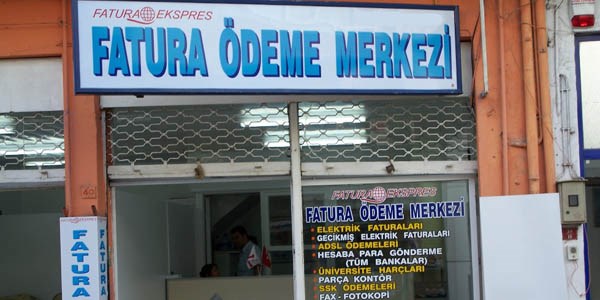 FATURA EKSPRES
FATURA ÖDEME MERKEZİ
FATURA EKSPRES
FATURA ÖDEME MERKEZİ
ELEKTRİK FATURALARI
GECİKMİŞ ELEKTRİK FATURALARI
ADSL ÖDEMELERİ
HESABA PARA GÖNDERME
(TÜM BANKALAR)
ÜNİVERSİTE HARÇLARI
PARÇA KONTÖR
SSK ÖDEMELERİ
FAX - FOTOKOPİ
FATURA
FATURA